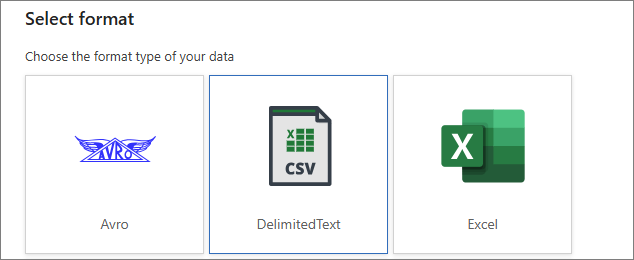 Select format
Choose the format type of your data
AVRO
X
CSV
X
Avro
DelimitedText
Excel